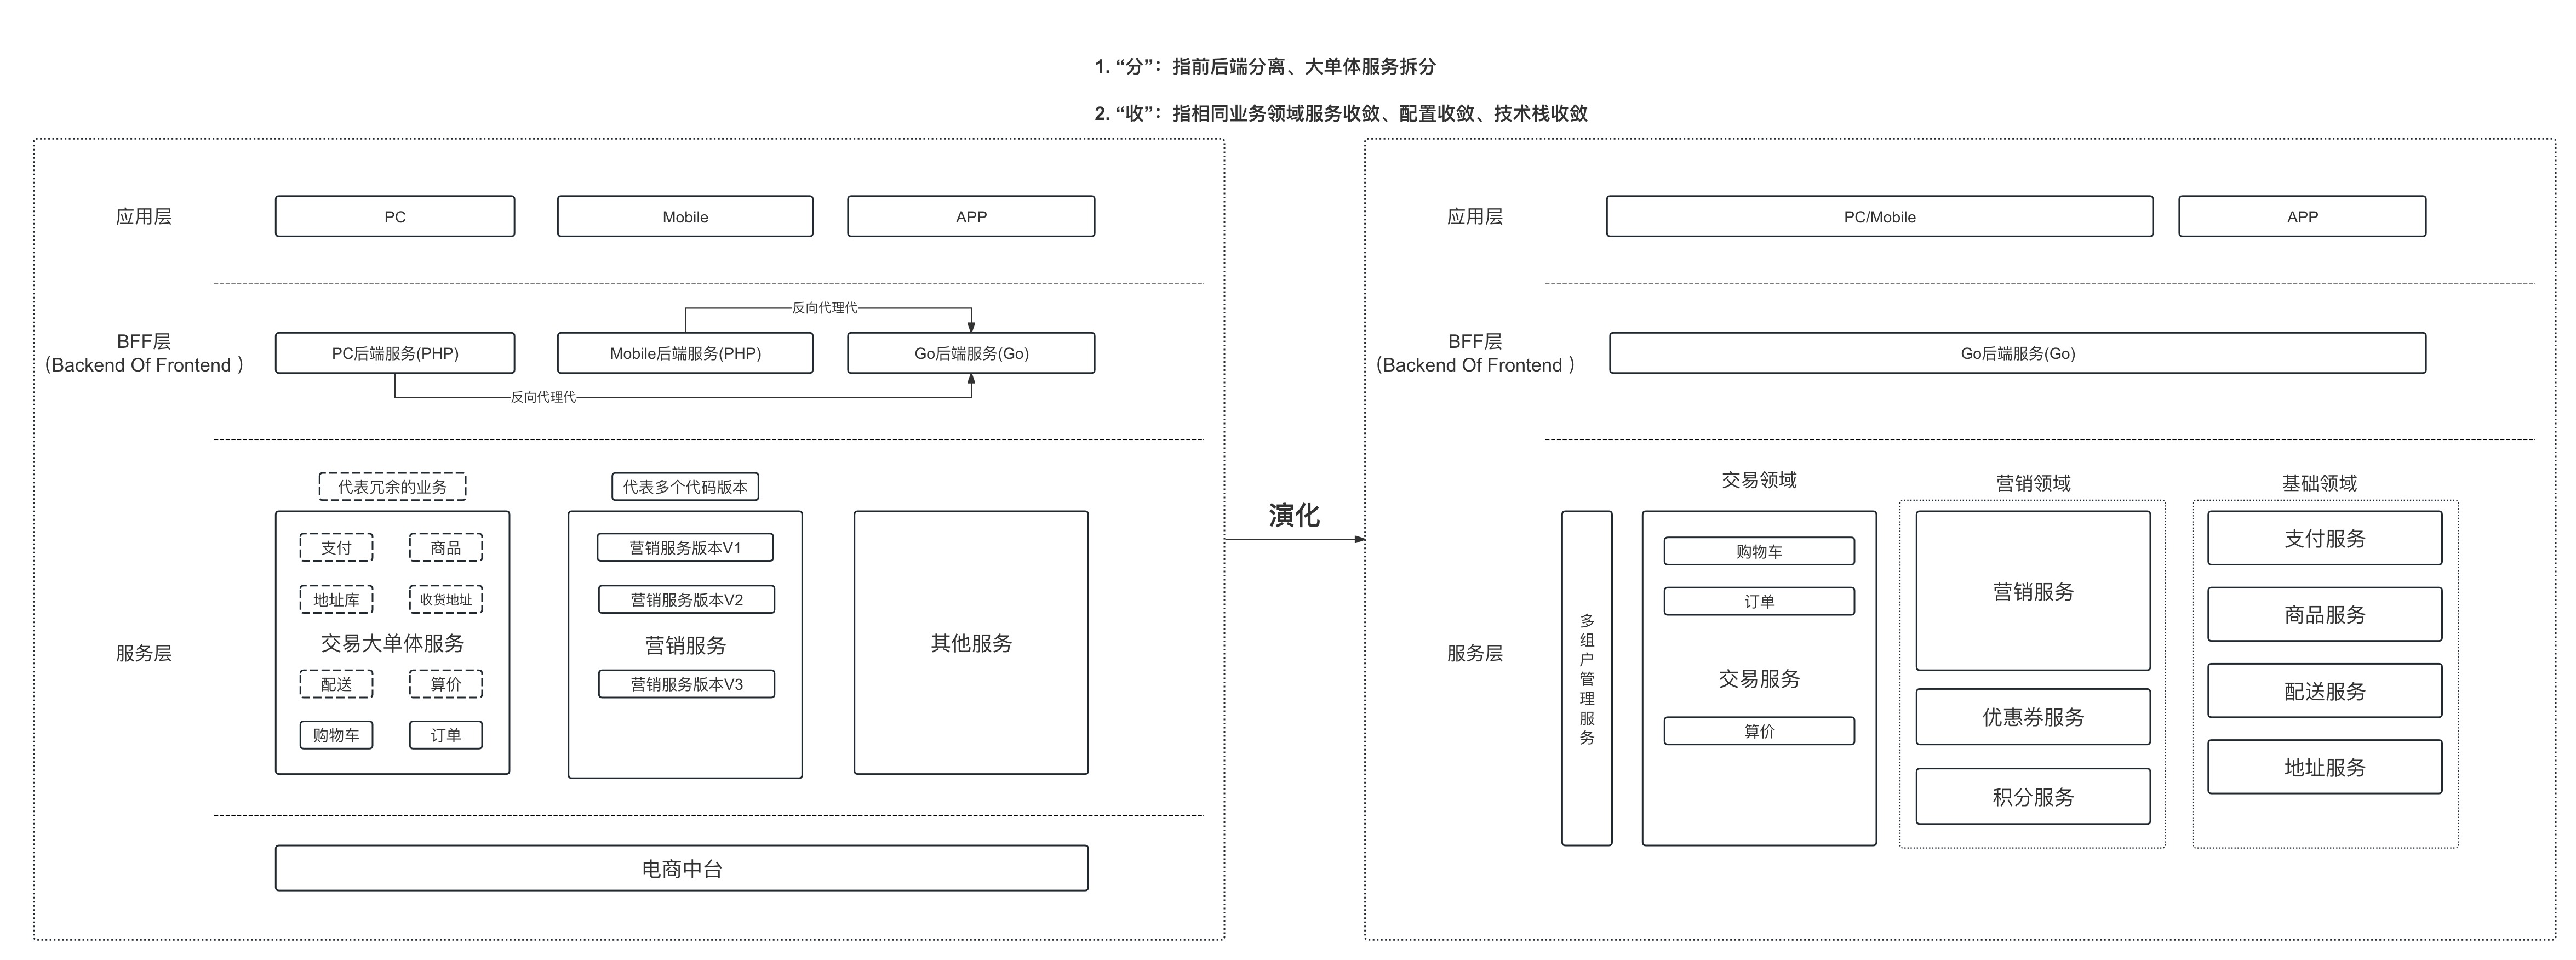 1. “分”：指前后端分离、大单体服务拆分
2. “收”：指相同业务领域服务收敛、配置收敛、技术栈收敛
应用层
PC
Mobile
APP
反向代理代
BFF层
（Backend Of Frontend ）
PC后端服务(PHP)
Mobile后端服务(PHP)
Go后端服务(Go)
反向代理代
代表冗余的业务
代表多个代码版本
服务层
支付
商品
地址库
收货地址
交易大单体服务
配送
算价
购物车
订单
营销服务版本V1
营销服务版本V2
营销服务
营销服务版本V3
其他服务
电商中台
演化
应用层
PC/Mobile
APP
BFF层
（Backend Of Frontend ）
Go后端服务(Go)
服务层
多
组
户
管
理
服
务
交易领域
购物车
订单
交易服务
算价
营销领域
营销服务
优惠券服务
积分服务
基础领域
支付服务
商品服务
配送服务
地址服务